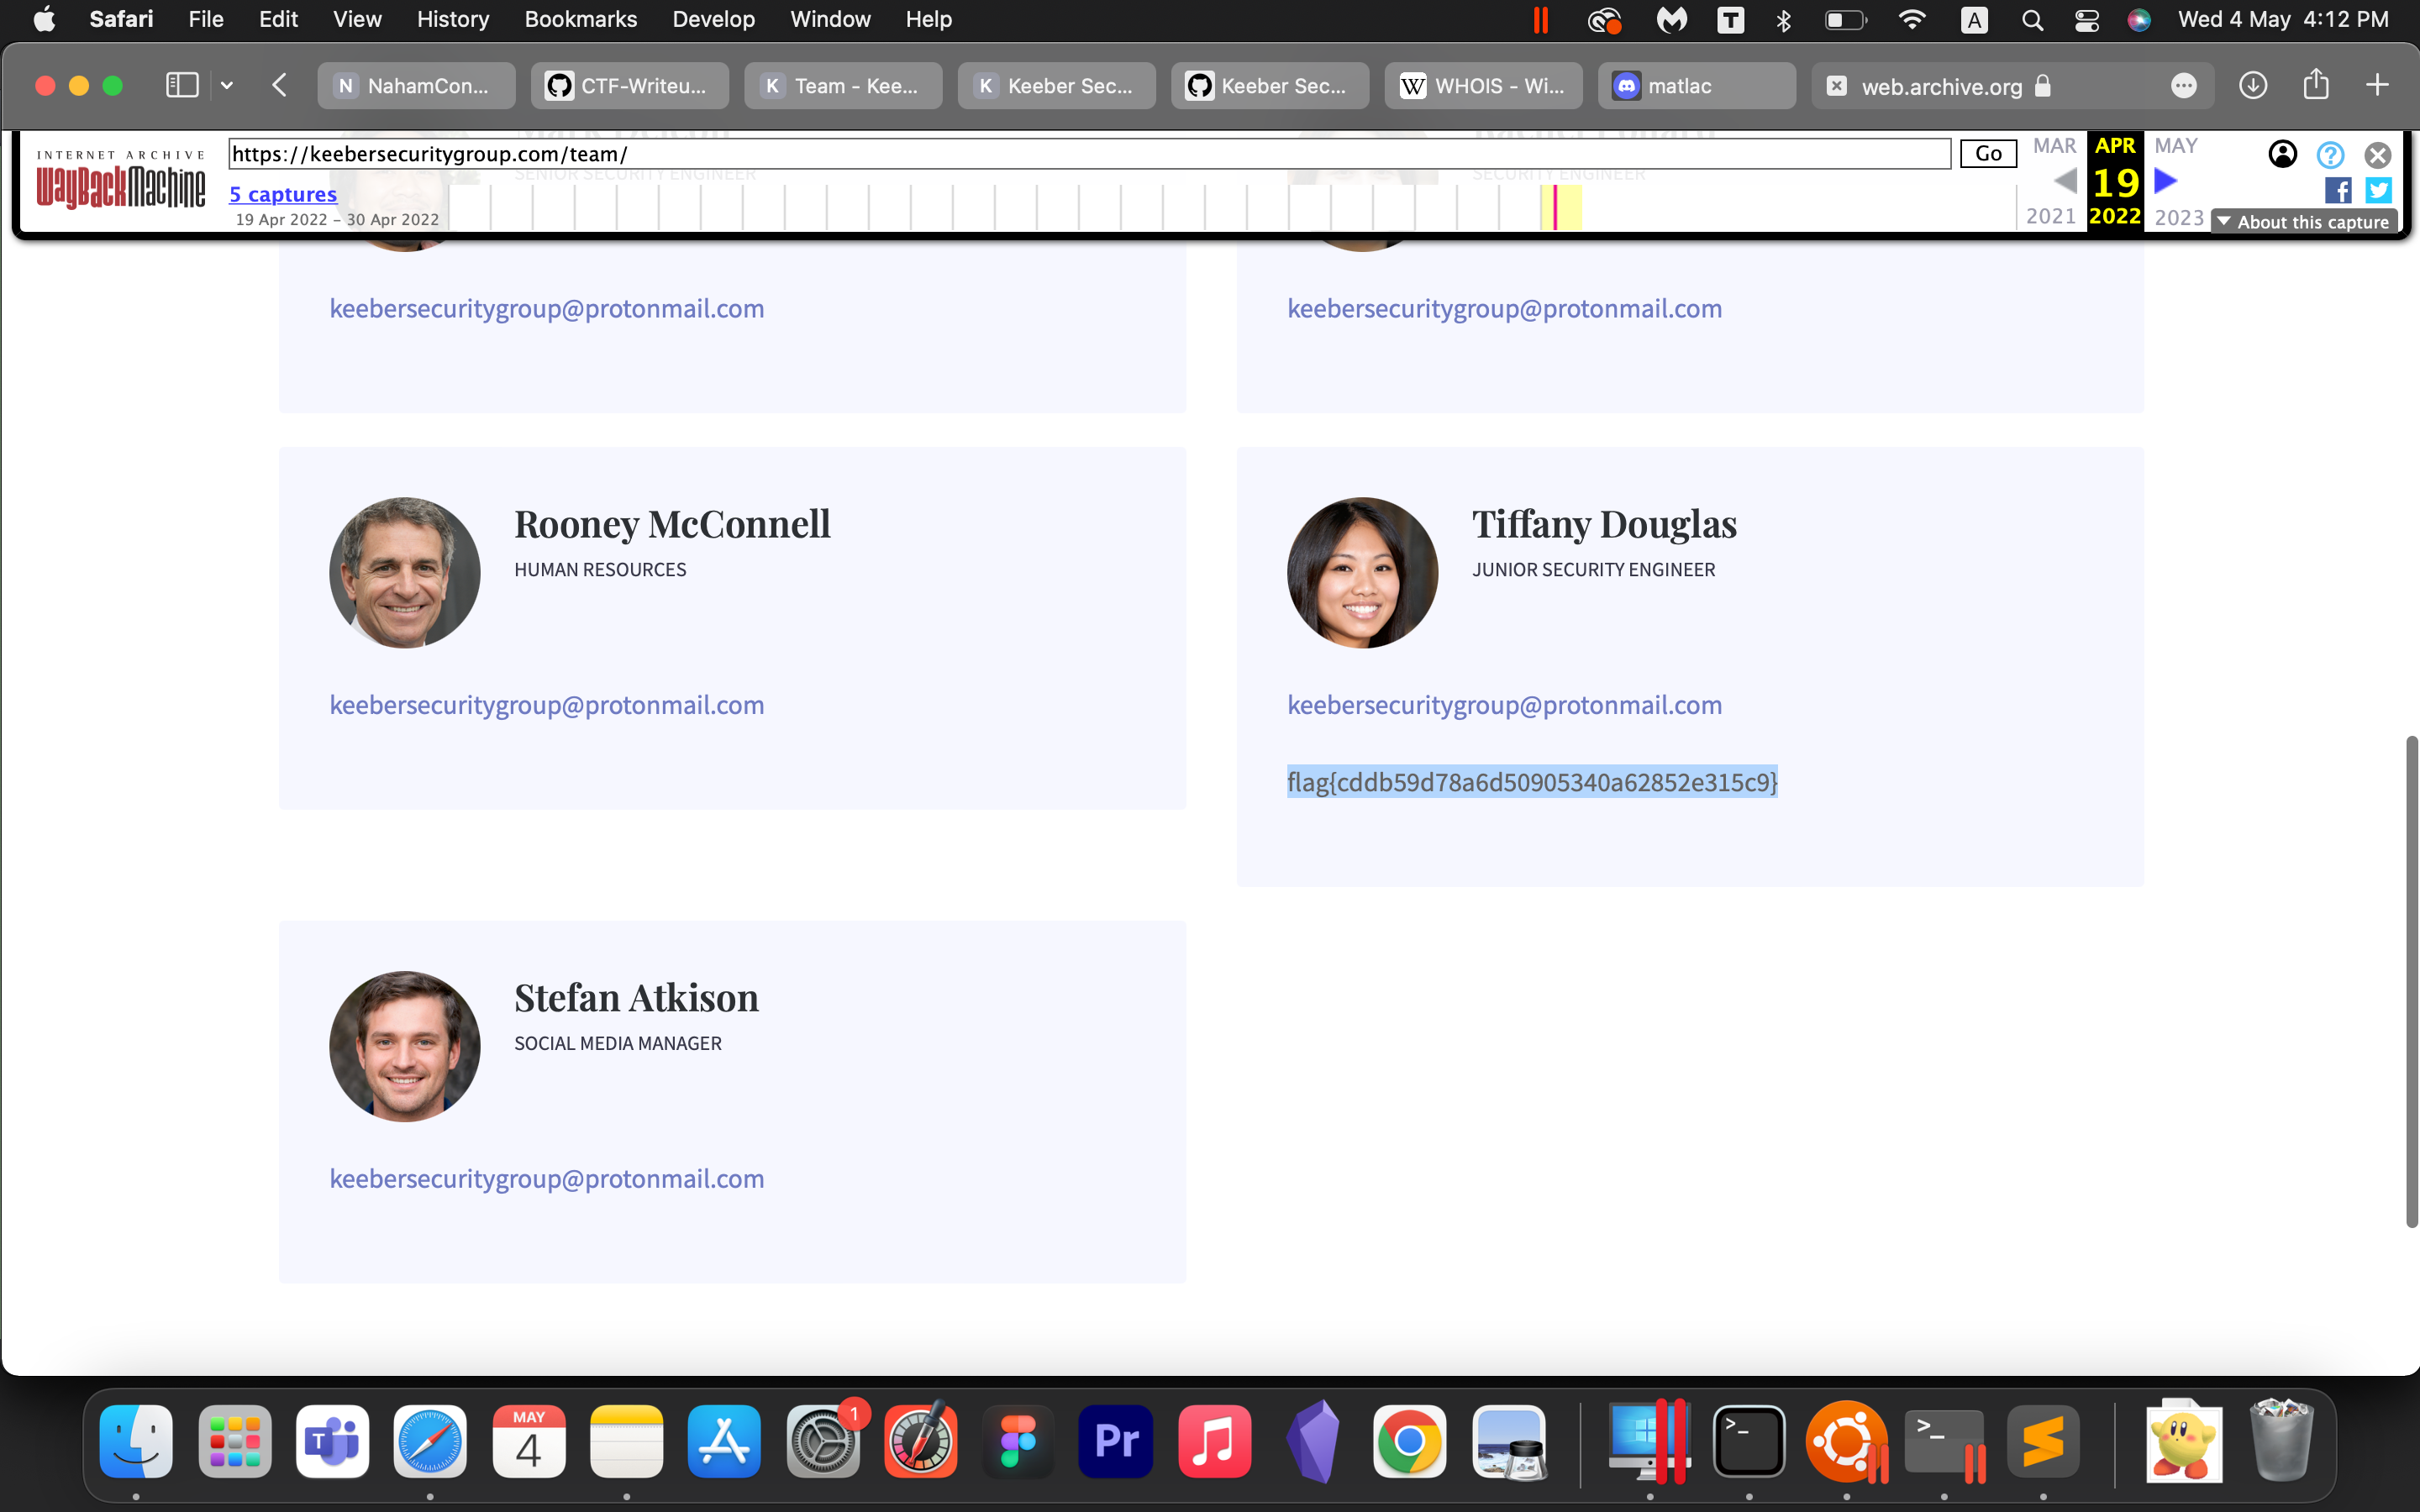 Safari File Edit View History Bookmarks Develop Window Help
T A Wed 4 May 4:12 PM
N NahamCon... CTF-Writeu... K Team - Kee... K Keeber Sec... Keeber Sec... W WHOIS - Wi... matlac web.archive.org
INTERNET ARCHIVE
WayBackMachine
https://keebersecuritygroup.com/team/
Go
MAR APR MAY
SENIOR SECURITY ENGINEER
SECURITY ENGINEER
5 captures
19
19 Apr 2022 – 30 Apr 2022
2021 2022 2023
About this capture
keebersecuritygroup@protonmail.com
keebersecuritygroup@protonmail.com
Rooney McConnell
HUMAN RESOURCES
keebersecuritygroup@protonmail.com
Tiffany Douglas
JUNIOR SECURITY ENGINEER
keebersecuritygroup@protonmail.com
flag{cddb59d78a6d50905340a62852e315c9}
Stefan Atkison
SOCIAL MEDIA MANAGER
keebersecuritygroup@protonmail.com
T
MAY
4
1
Pr
>_
>_